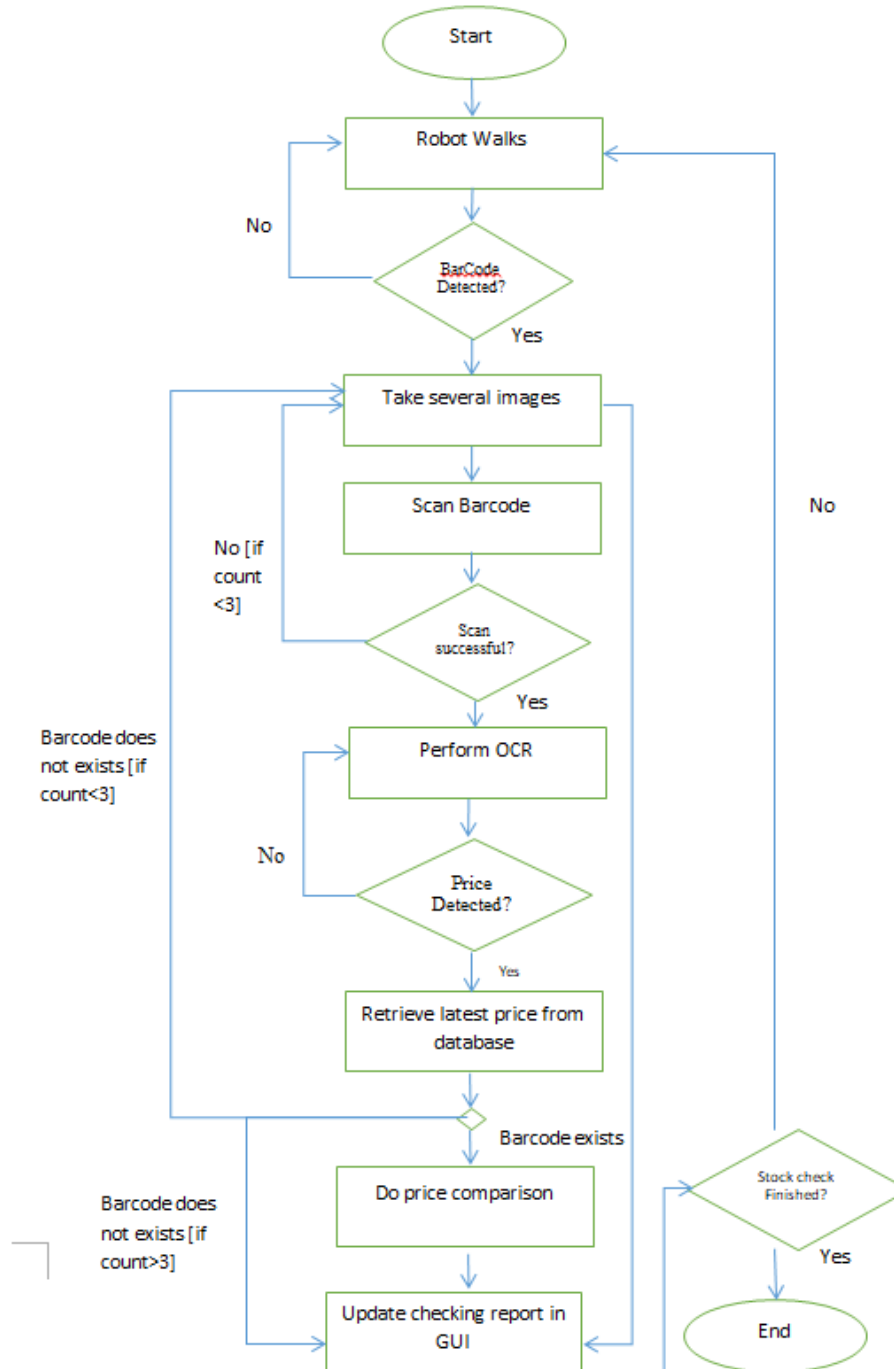 Start
Robot Walks
No
BarCode
Detected?
Yes
Take several images
Scan Barcode
No
No [if
count
<3]
Scan
successful?
Yes
Barcode does
not exists [if
count<3]
Perform OCR
No
Price
Detected?
Yes
Retrieve latest price from
database
Barcode exists
Do price comparison
Stock check
Finished?
Barcode does
not exists [if
count>3]
Yes
Update checking report in
GUI
End